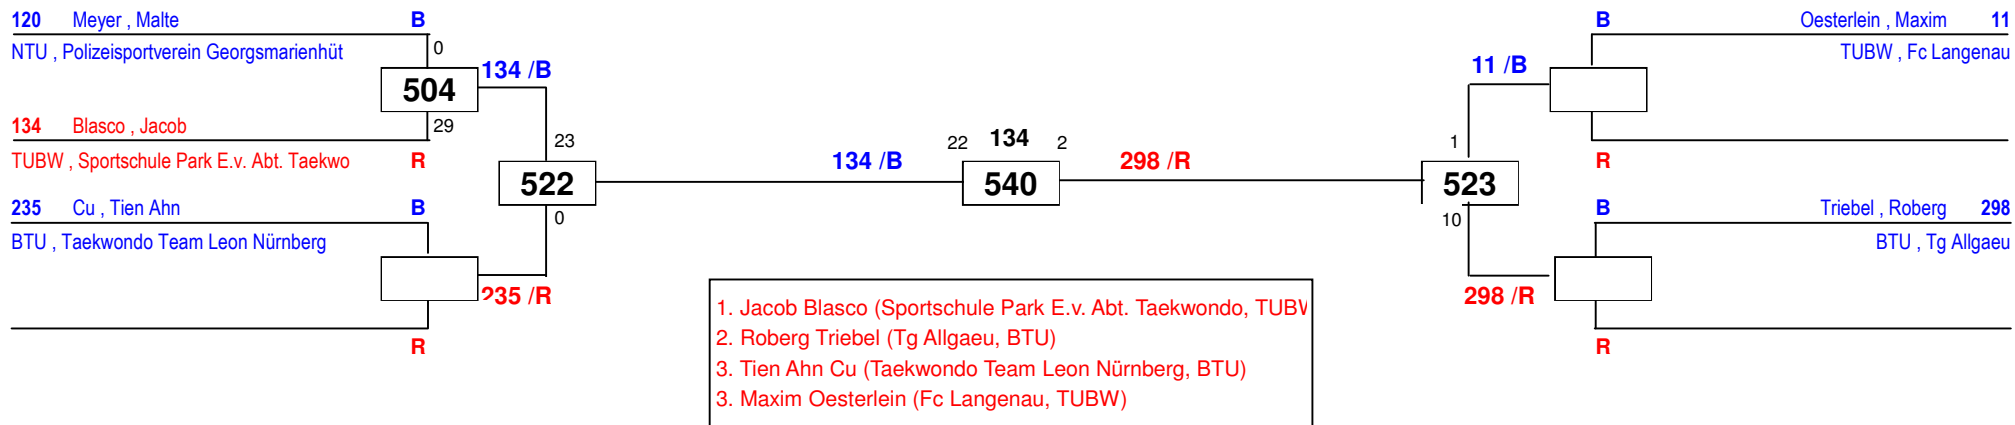 120 Meyer , Malte B
NTU , Polizeisportverein Georgsmarienhüt
0
504
134 /B
29
134 Blasco , Jacob
TUBW , Sportschule Park E.v. Abt. Taekwo R
23
522
0
235 Cu , Tien Ahn B
BTU , Taekwondo Team Leon Nürnberg
235 /R
R
134 /B
22 134 2
540
298 /R
B Oesterlein , Maxim 11
TUBW , Fc Langenau
11 /B
R
1
523
10
B Triebel , Roberg 298
BTU , Tg Allgaeu
298 /R
R
1. Jacob Blasco (Sportschule Park E.v. Abt. Taekwondo, TUBW
2. Roberg Triebel (Tg Allgaeu, BTU)
3. Tien Ahn Cu (Taekwondo Team Leon Nürnberg, BTU)
3. Maxim Oesterlein (Fc Langenau, TUBW)